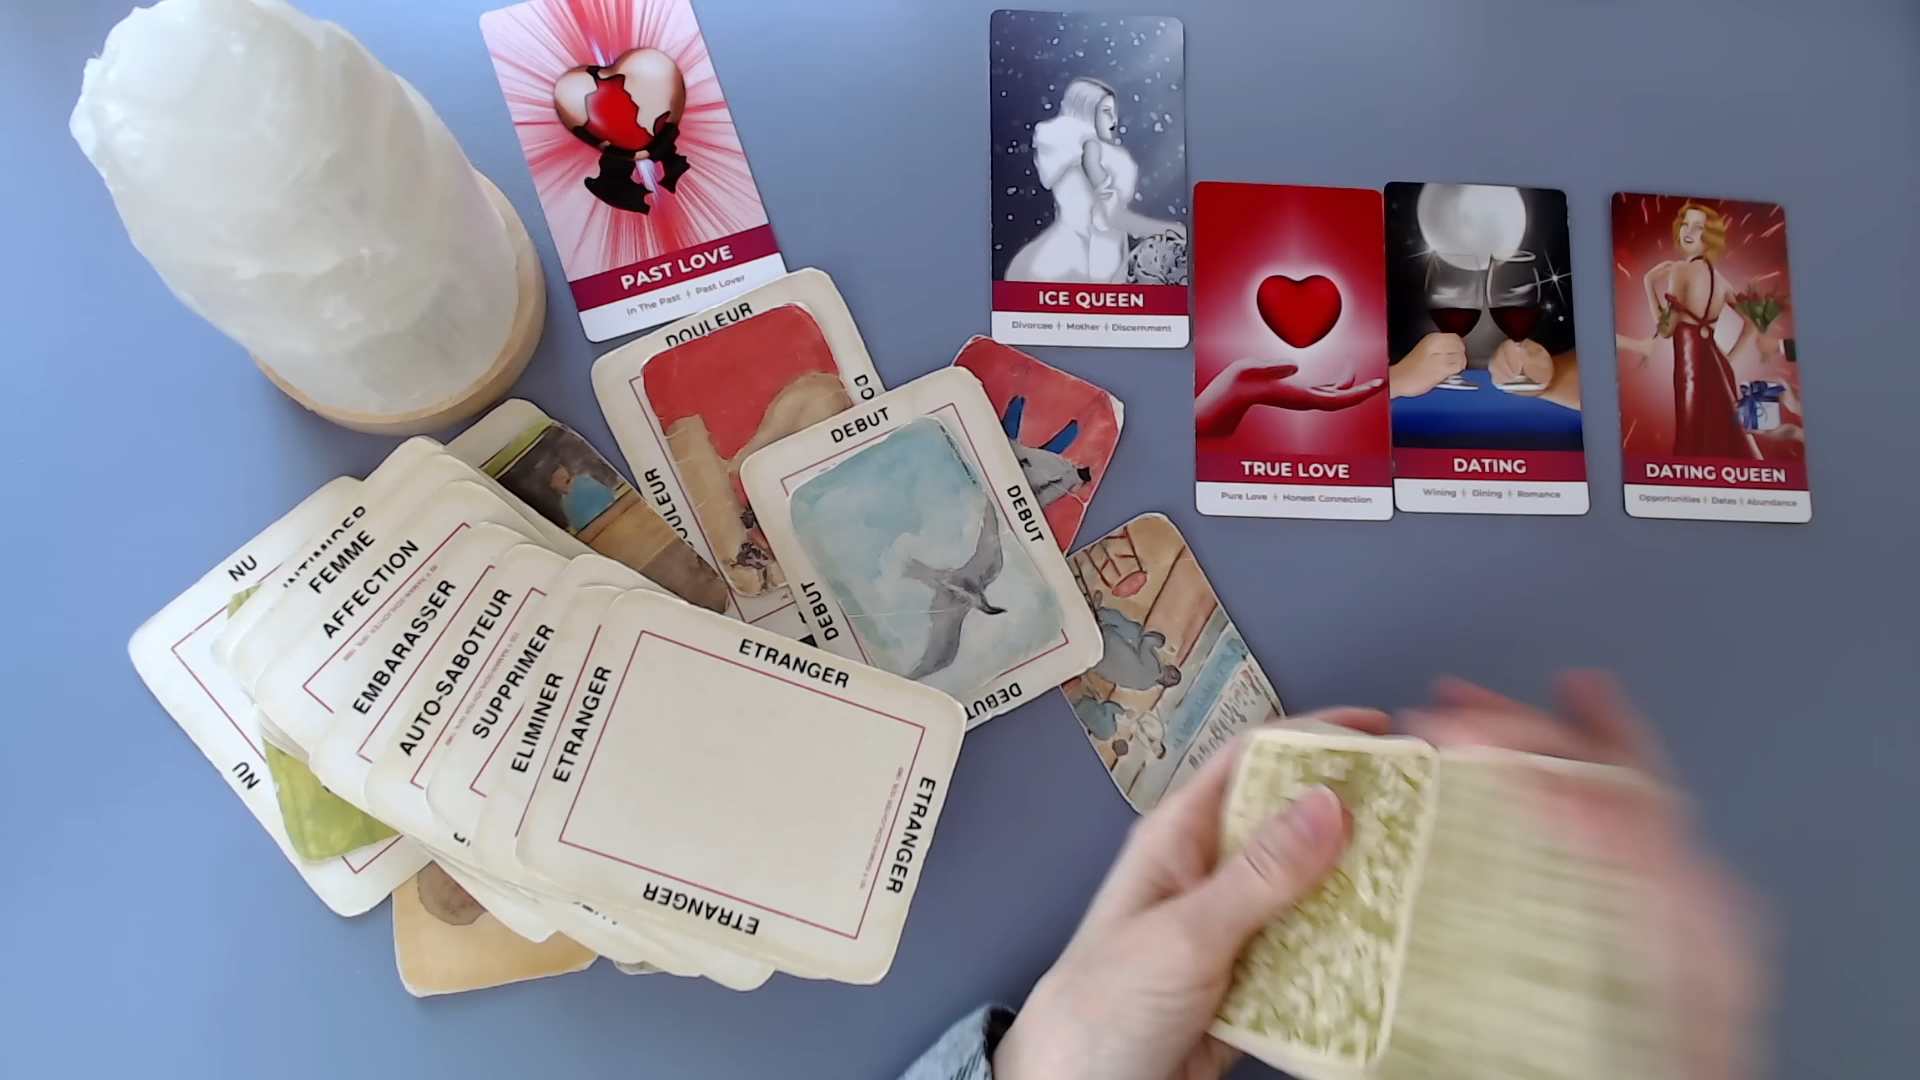 PAST LOVE
In The Past Past Lover
ICE QUEEN
Divorcee Mother Discernment
TRUE LOVE
Pure Love Honest Connection
DATING
Wining Dining Romance
DATING QUEEN
Opportunities Dates Abundance
DOULEUR
DEBUT
DEBUT
DEBUT
DEBUT
NU
NU
INTIMIDER
FEMME
AFFECTION
EMBARASSER
AUTO-SABOTEUR
SUPPRIMER
ELIMINER
ETRANGER
ETRANGER
ETRANGER
ETRANGER